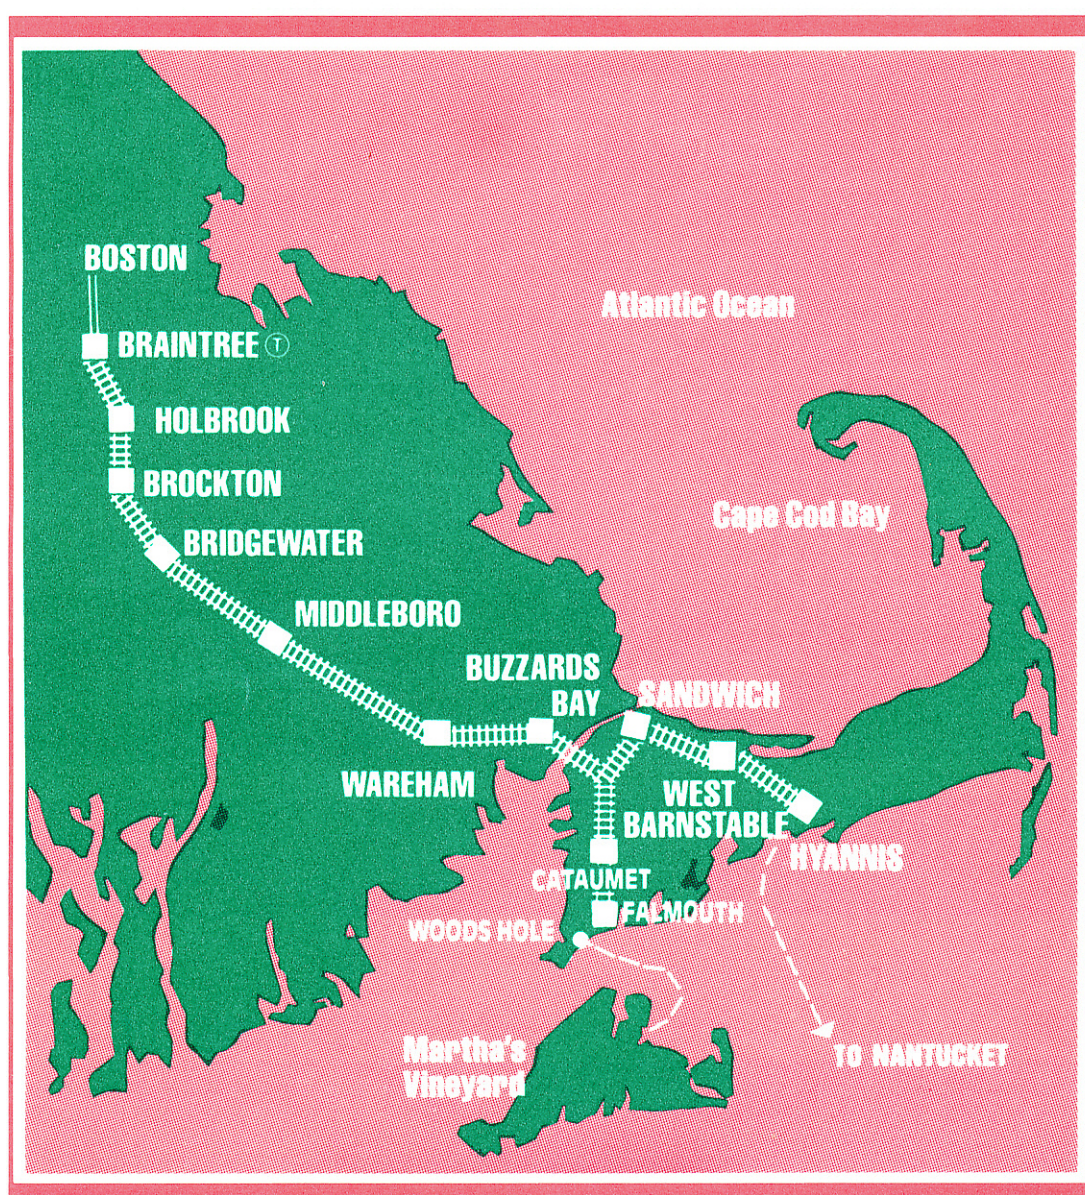 BOSTON
Atlantic Ocean
BRAINTREE T
HOLBROOK
BROCKTON
Cape Cod Bay
BRIDGEWATER
MIDDLEBORO
BUZZARDS
BAY
SANDWICH
WAREHAM
WEST
BARNSTABLE
HYANNIS
CATAUMET
FALMOUTH
WOODS HOLE
Martha's
Vineyard
TO NANTUCKET